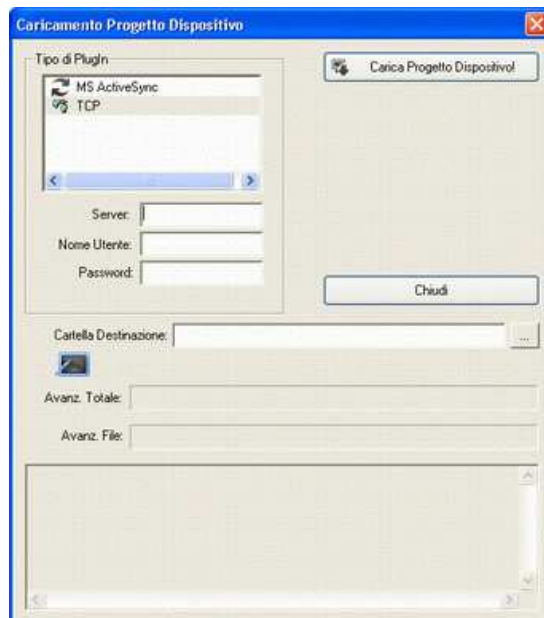 Caricamento Progetto Dispositivo
Tipo di PlugIn
MS ActiveSync
TCP
Carica Progetto Dispositivo!
Server:
Nome Utente:
Password:
Chiudi
Cartella Destinazione:
...
Avanz. Totale:
Avanz. File: